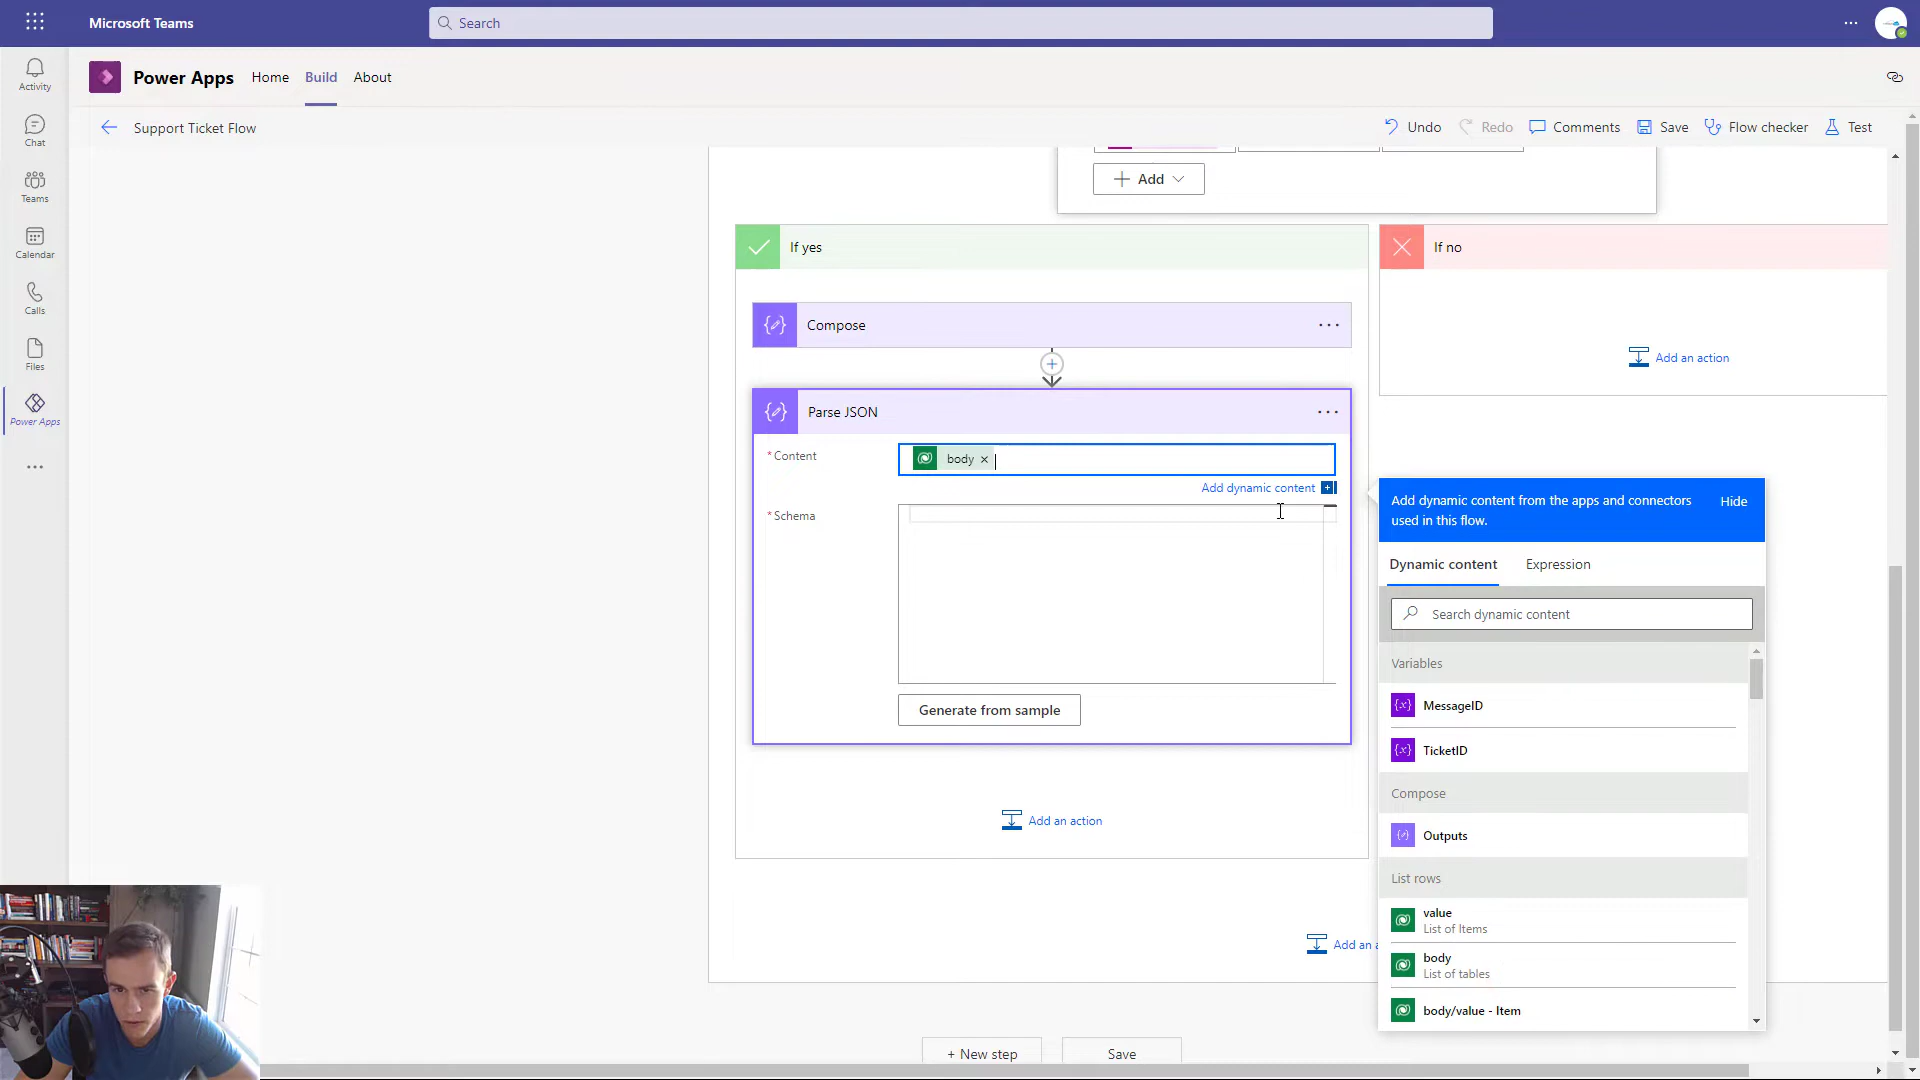 Microsoft Teams
Search
Activity
Chat
Teams
Calendar
Calls
Files
Power Apps
Power Apps
Home
Build
About
Support Ticket Flow
Undo
Redo
Comments
Save
Flow checker
Test
Add
If yes
If no
Compose
Add an action
Parse JSON
* Content
body
Add dynamic content
* Schema
Generate from sample
Add an action
Add an a
+ New step
Save
Add dynamic content from the apps and connectors
used in this flow.
Hide
Dynamic content
Expression
Search dynamic content
Variables
MessageID
TicketID
Compose
Outputs
List rows
value
List of Items
body
List of tables
body/value - Item